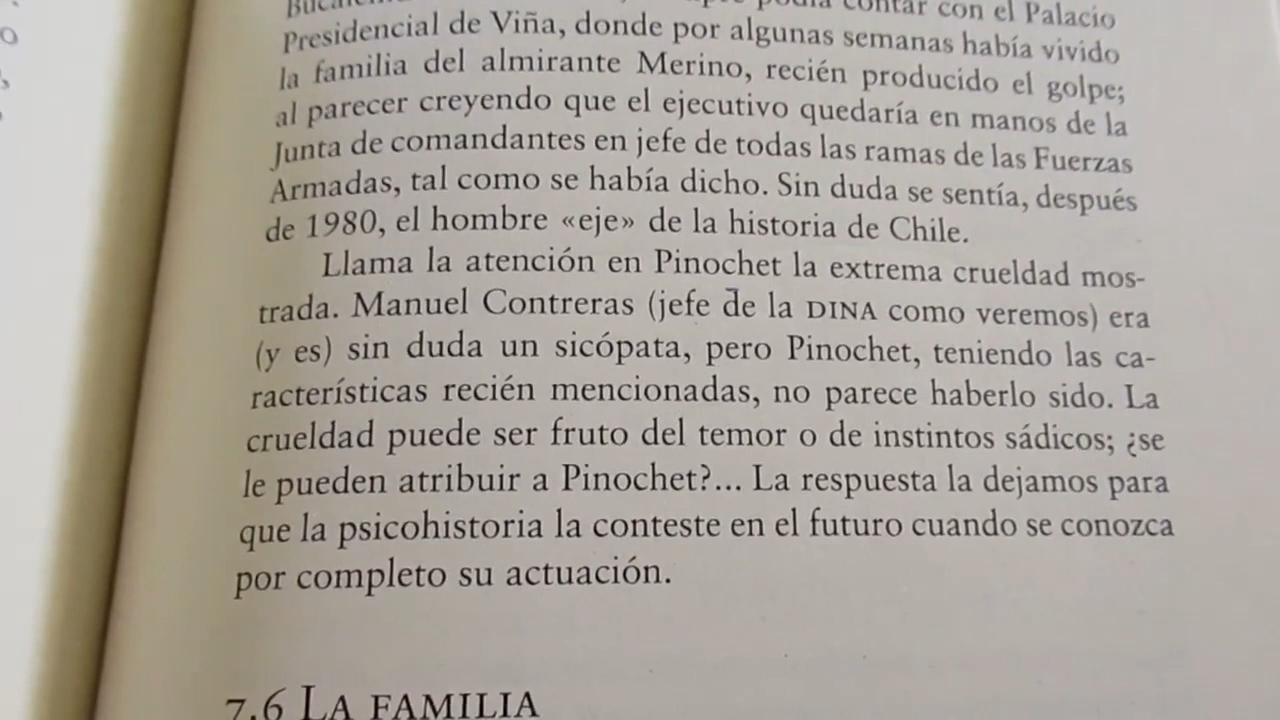 podía contar con el Palacio
Presidencial de Viña, donde por algunas semanas había vivido
la familia del almirante Merino, recién producido el golpe;
al parecer creyendo que el ejecutivo quedaría en manos de la
Junta de comandantes en jefe de todas las ramas de las Fuerzas
Armadas, tal como se había dicho. Sin duda se sentía, después
de 1980, el hombre «eje» de la historia de Chile.
Llama la atención en Pinochet la extrema crueldad mos-
trada. Manuel Contreras (jefe de la DINA como veremos) era
(y es) sin duda un sicópata, pero Pinochet, teniendo las ca-
racterísticas recién mencionadas, no parece haberlo sido. La
crueldad puede ser fruto del temor o de instintos sádicos; ¿se
le pueden atribuir a Pinochet?... La respuesta la dejamos para
que la psicohistoria la conteste en el futuro cuando se conozca
por completo su actuación.
7.6 LA FAMILIA